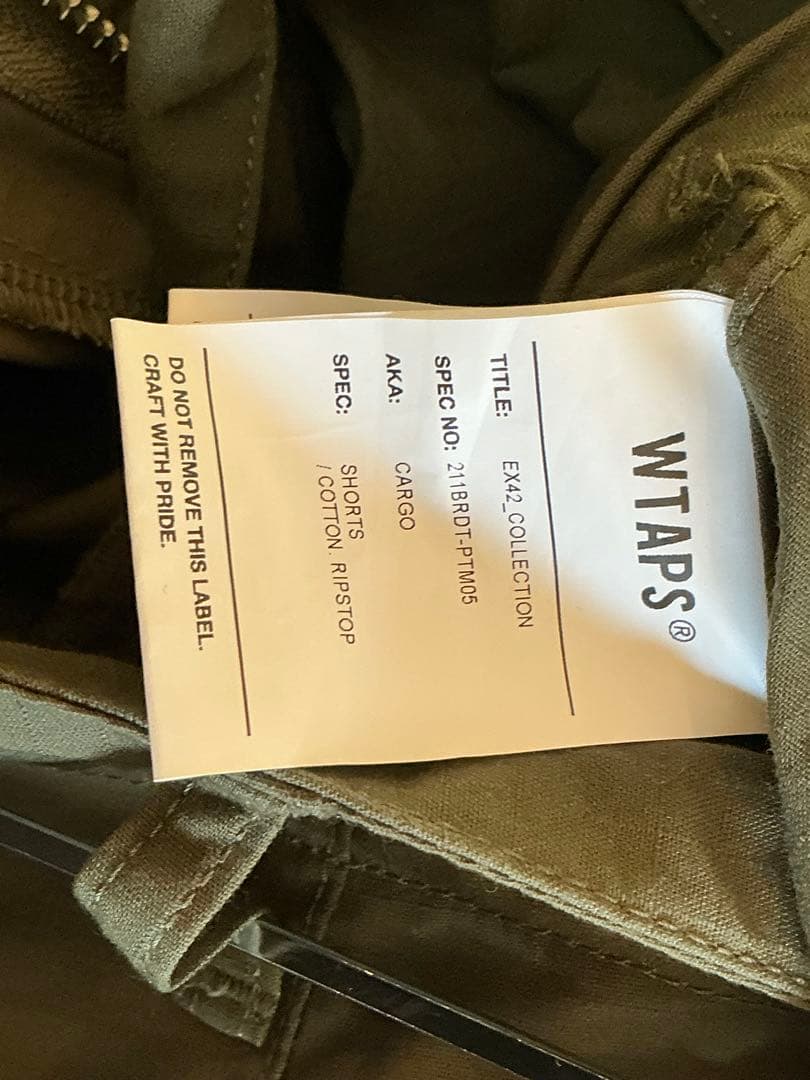 WTAPS®
TITLE: EX42_COLLECTION
SPEC NO: 211BRDT-PTM05
AKA: CARGO
SPEC: SHORTS
/ COTTON. RIPSTOP
DO NOT REMOVE THIS LABEL.
CRAFT WITH PRIDE.